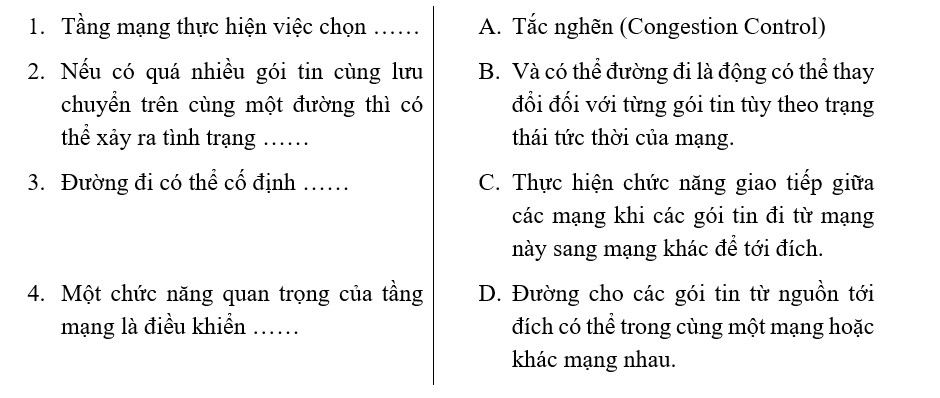 1. Tầng mạng thực hiện việc chọn ……
2. Nếu có quá nhiều gói tin cùng lưu
chuyển trên cùng một đường thì có
thể xảy ra tình trạng ……
3. Đường đi có thể cố định ……
4. Một chức năng quan trọng của tầng
mạng là điều khiển ……
A. Tắc nghẽn (Congestion Control)
B. Và có thể đường đi là động có thể thay
đổi đối với từng gói tin tùy theo trạng
thái tức thời của mạng.
C. Thực hiện chức năng giao tiếp giữa
các mạng khi các gói tin đi từ mạng
này sang mạng khác để tới đích.
D. Đường cho các gói tin từ nguồn tới
đích có thể trong cùng một mạng hoặc
khác mạng nhau.